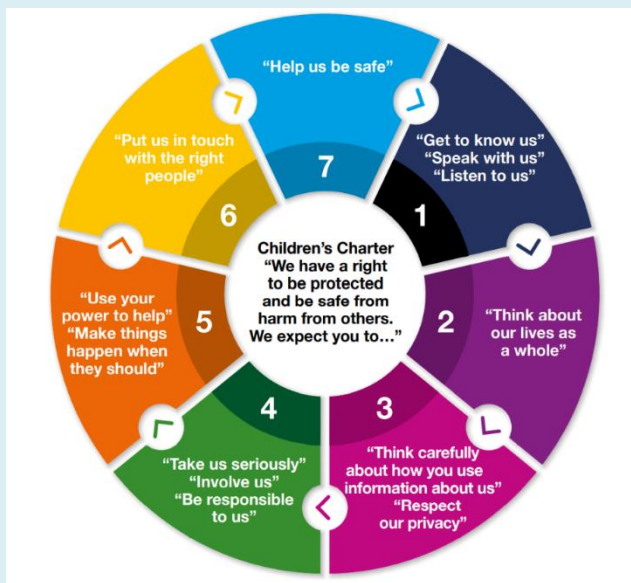 Children's Charter
“We have a right
to be protected
and be safe from
harm from others.
We expect you to...”
1
“Get to know us”
“Speak with us”
“Listen to us”
2
“Think about
our lives as
a whole”
3
“Think carefully
about how you use
information about us”
“Respect
our privacy”
4
“Take us seriously”
“Involve us”
“Be responsible
to us”
5
“Use your
power to help”
“Make things
happen when
they should”
6
“Put us in touch
with the right
people”
7
“Help us be safe”